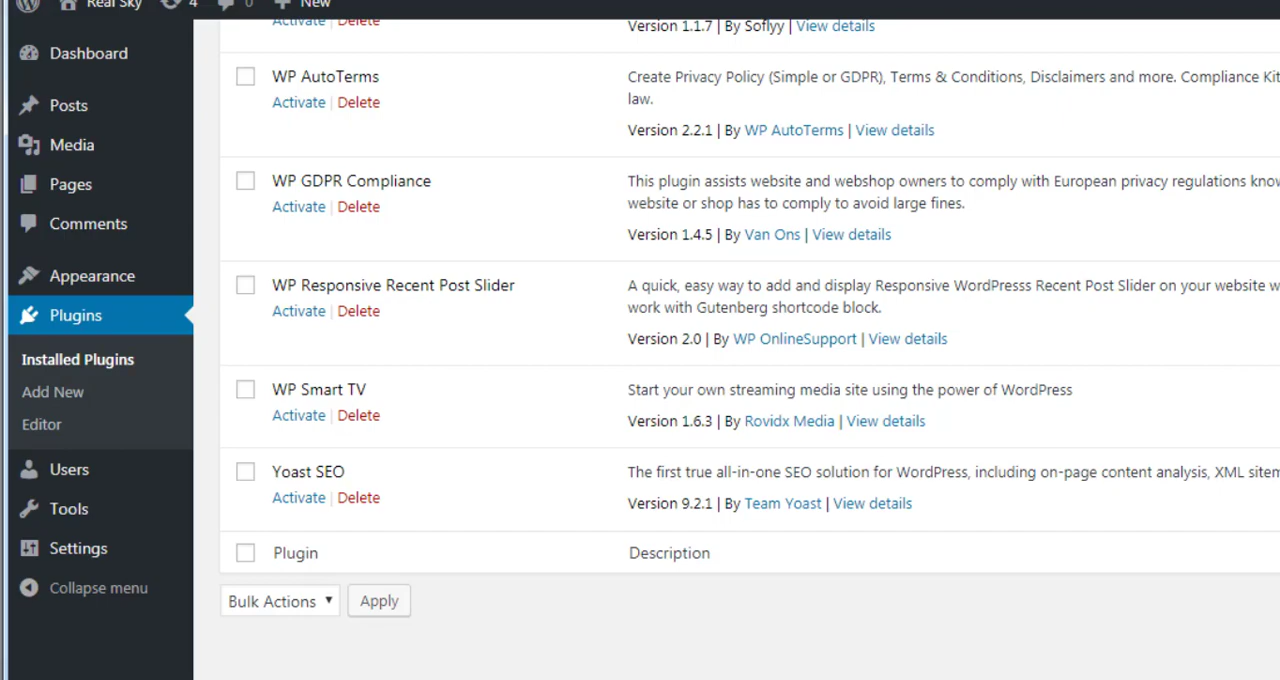 Real Sky 4 0 New
Dashboard
Posts
Media
Pages
Comments
Appearance
Plugins
Installed Plugins
Add New
Editor
Users
Tools
Settings
Collapse menu
Activate | Delete
Version 1.1.7 | By Soflyy | View details
WP AutoTerms
Activate | Delete
Create Privacy Policy (Simple or GDPR), Terms & Conditions, Disclaimers and more. Compliance Kit
law.
Version 2.2.1 | By WP AutoTerms | View details
WP GDPR Compliance
Activate | Delete
This plugin assists website and webshop owners to comply with European privacy regulations know
website or shop has to comply to avoid large fines.
Version 1.4.5 | By Van Ons | View details
WP Responsive Recent Post Slider
Activate | Delete
A quick, easy way to add and display Responsive WordPresss Recent Post Slider on your website w
work with Gutenberg shortcode block.
Version 2.0 | By WP OnlineSupport | View details
WP Smart TV
Activate | Delete
Start your own streaming media site using the power of WordPress
Version 1.6.3 | By Rovidx Media | View details
Yoast SEO
Activate | Delete
The first true all-in-one SEO solution for WordPress, including on-page content analysis, XML sitem
Version 9.2.1 | By Team Yoast | View details
Plugin
Description
Bulk Actions
Apply